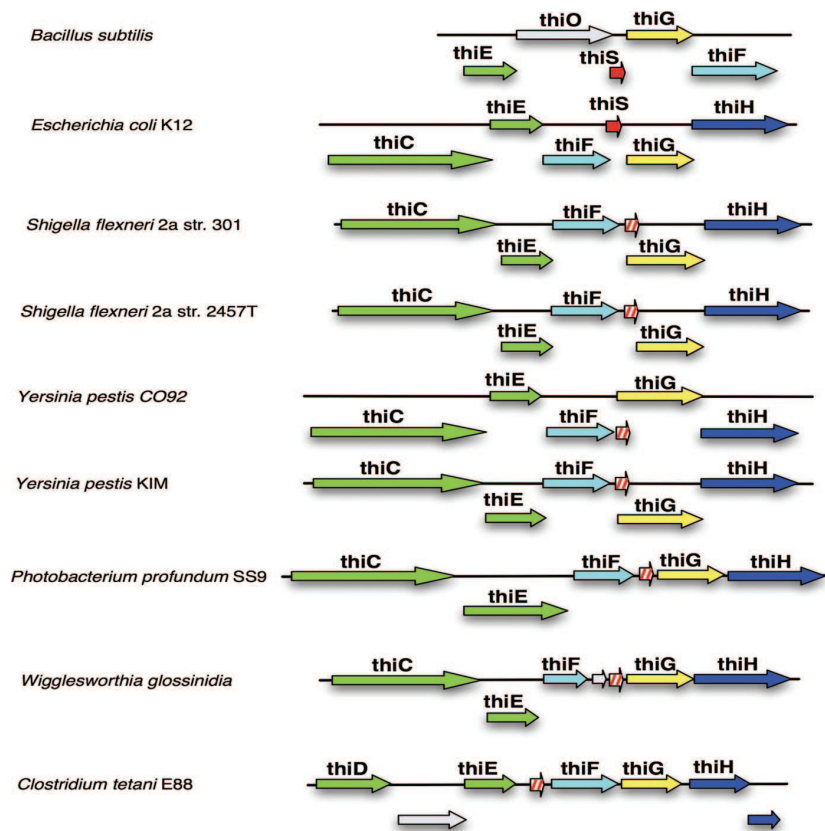 thiO thiG
Bacillus subtilis
thiE thiS thiF
thiE thiS thiH
Escherichia coli K12
thiC thiF thiG
thiC thiF thiH
Shigella flexneri 2a str. 301
thiE thiG
thiC thiF thiH
Shigella flexneri 2a str. 2457T
thiE thiG
thiE thiG
Yersinia pestis CO92
thiC thiF thiH
thiC thiF thiH
Yersinia pestis KIM
thiE thiG
thiC thiF thiG thiH
Photobacterium profundum SS9
thiE
thiC thiF thiG thiH
Wigglesworthia glossinidia
thiE
thiD thiE thiF thiG thiH
Clostridium tetani E88